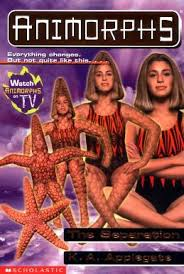 ANIMORPHS
Everything changes.
But not quite like this. . . .
Watch
ANIMORPHS
on
TV
The Separation
K. A. Applegate
SCHOLASTIC